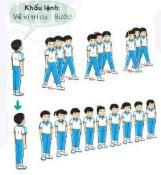 Khẩu lệnh:
Về vị trí cũ... Bước!